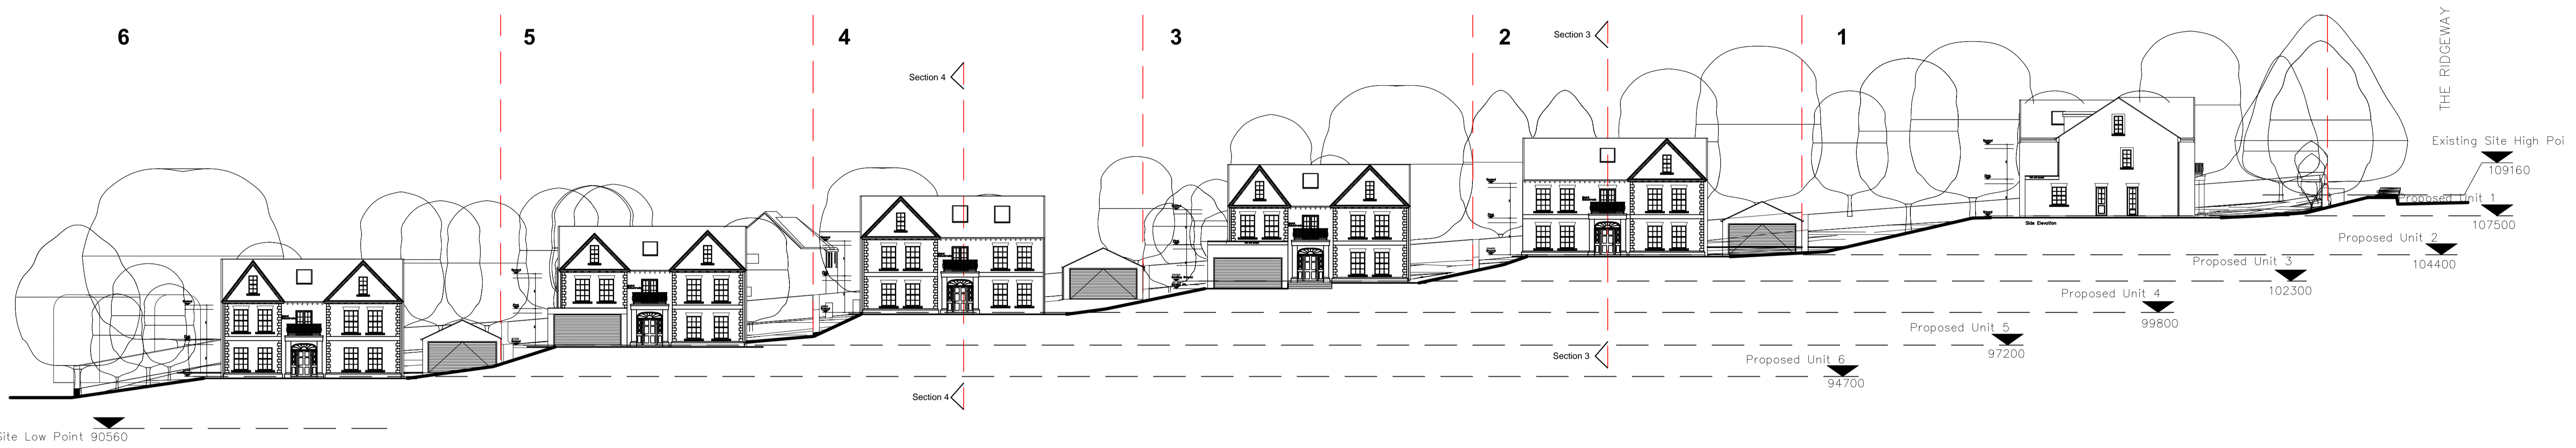 6
5
4
3
2
1
Section 3
Section 4
THE RIDGEWAY
Existing Site High Poi
109160
Proposed Unit 1
107500
Proposed Unit 2
104400
Proposed Unit 3
102300
Proposed Unit 4
99800
Proposed Unit 5
97200
Proposed Unit 6
94700
Side Elevation
Section 3
Section 4
Site Low Point 90560